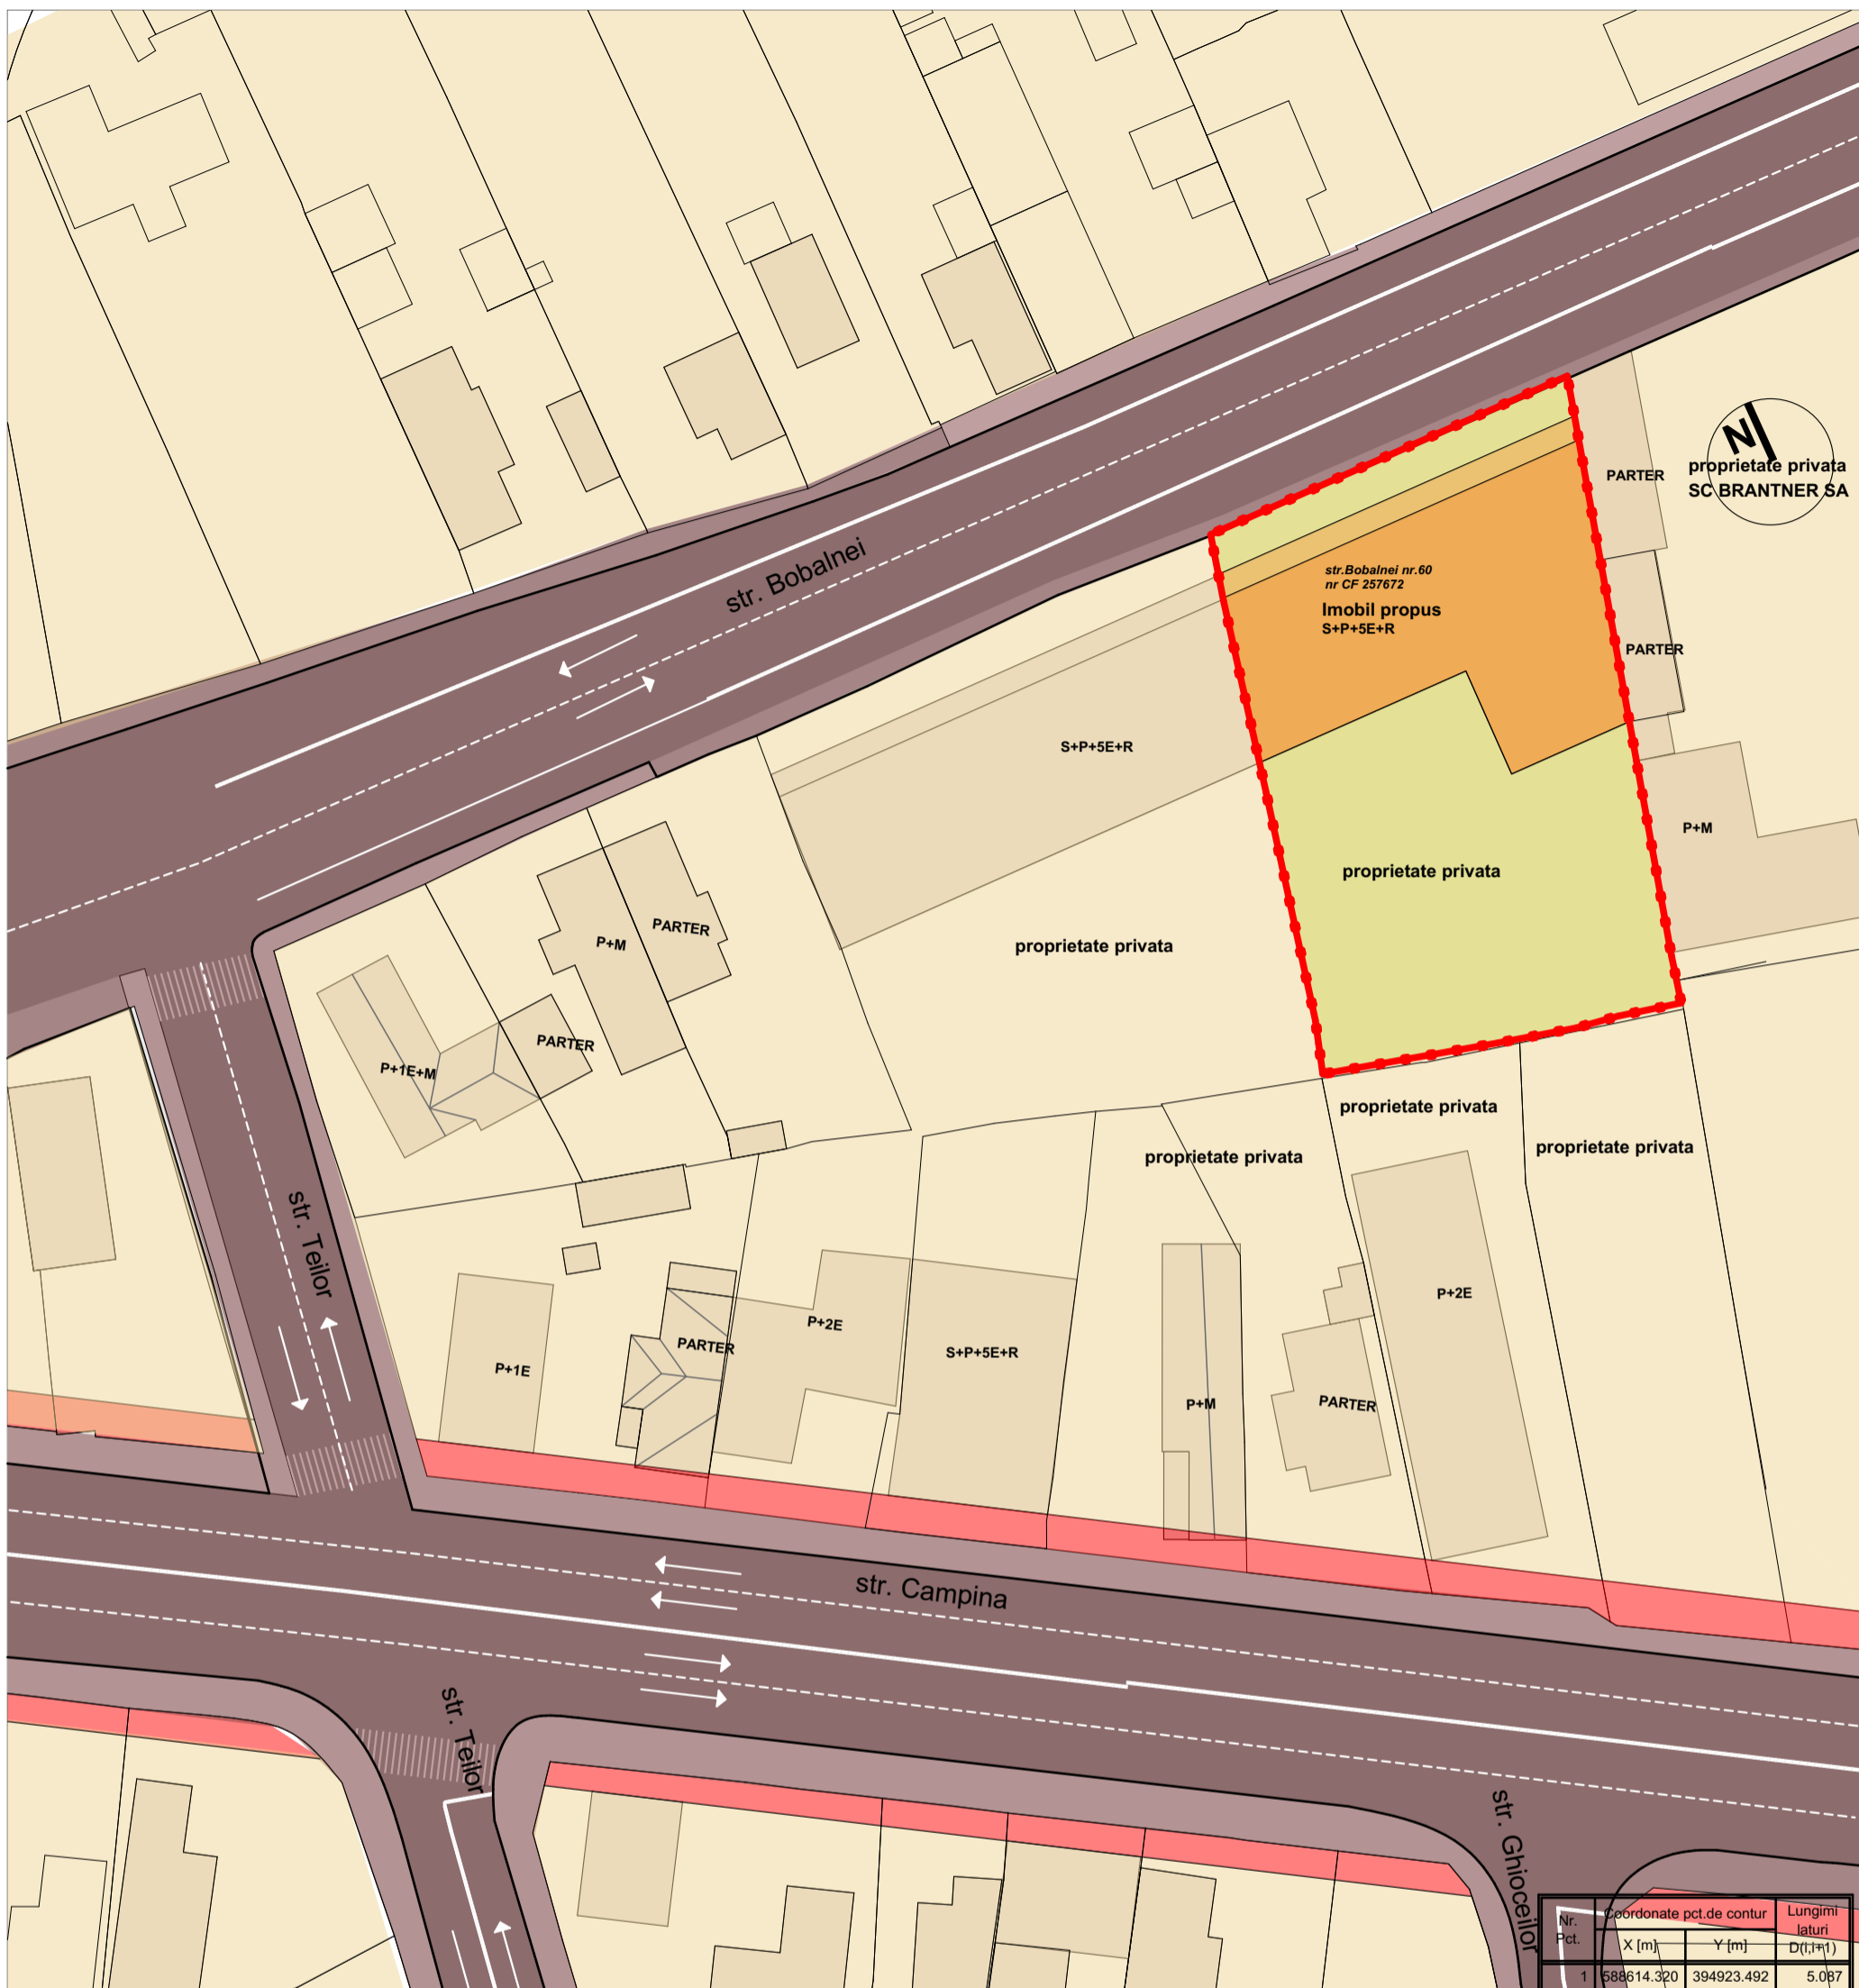 N
proprietate privata
SC BRANTNER SA
PARTER
str. Bobalnei
str.Bobalnei nr.60
nr CF 257672
Imobil propus
S+P+5E+R
PARTER
S+P+5E+R
P+M
proprietate privata
PARTER
P+M
proprietate privata
PARTER
P+1E+M
proprietate privata
proprietate privata
proprietate privata
str. Teilor
P+2E
P+2E
PARTER
S+P+5E+R
P+1E
P+M
PARTER
str. Campina
str. Teilor
str. Ghioceilor
Nr.
Pct.
Coordonate pct.de contur
X [m]
Y [m]
Lungimi
laturi
D(i,i+1)
1 588614.320 394923.492 5.087